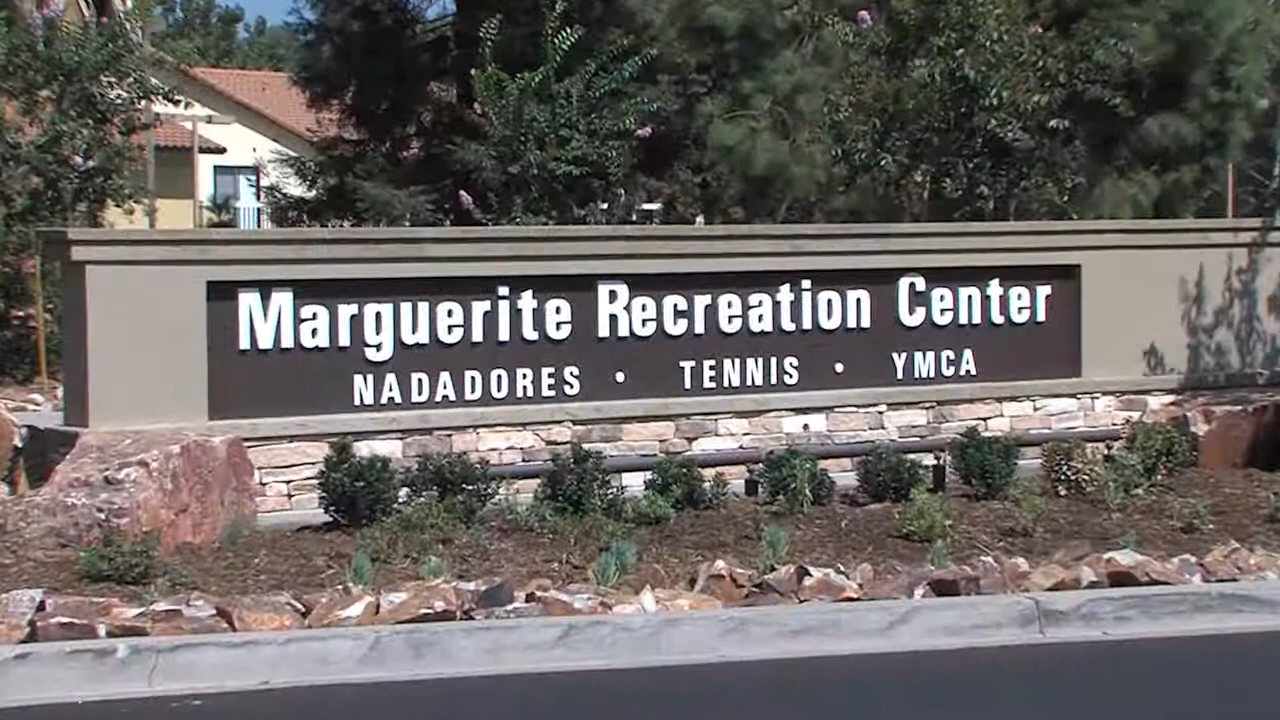 Marguerite Recreation Center
NADADORES • TENNIS • YMCA